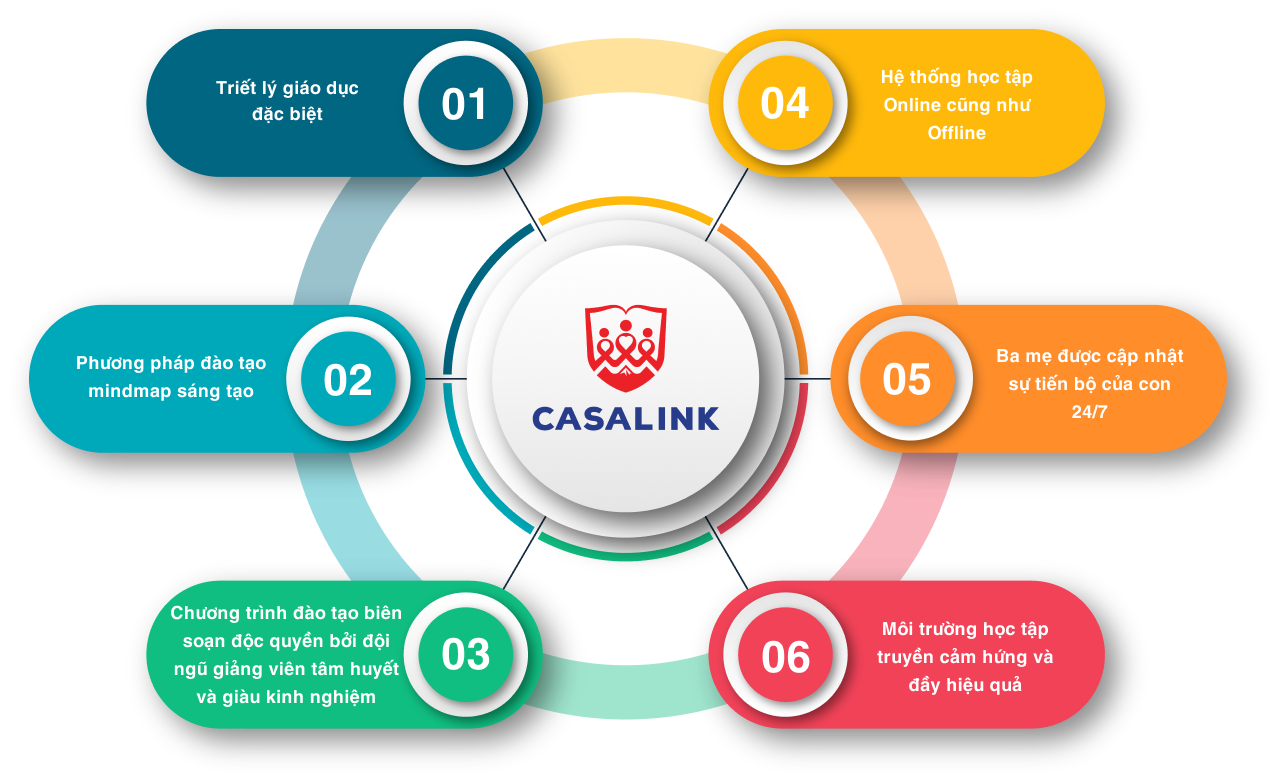 Triết lý giáo dục
đặc biệt
01
Phương pháp đào tạo
mindmap sáng tạo
02
Chương trình đào tạo biên
soạn độc quyền bởi đội
ngũ giảng viên tâm huyết
và giàu kinh nghiệm
03
CASALINK
04
Hệ thống học tập
Online cũng như
Offline
05
Ba mẹ được cập nhật
sự tiến bộ của con
24/7
06
Môi trường học tập
truyền cảm hứng và
đầy hiệu quả